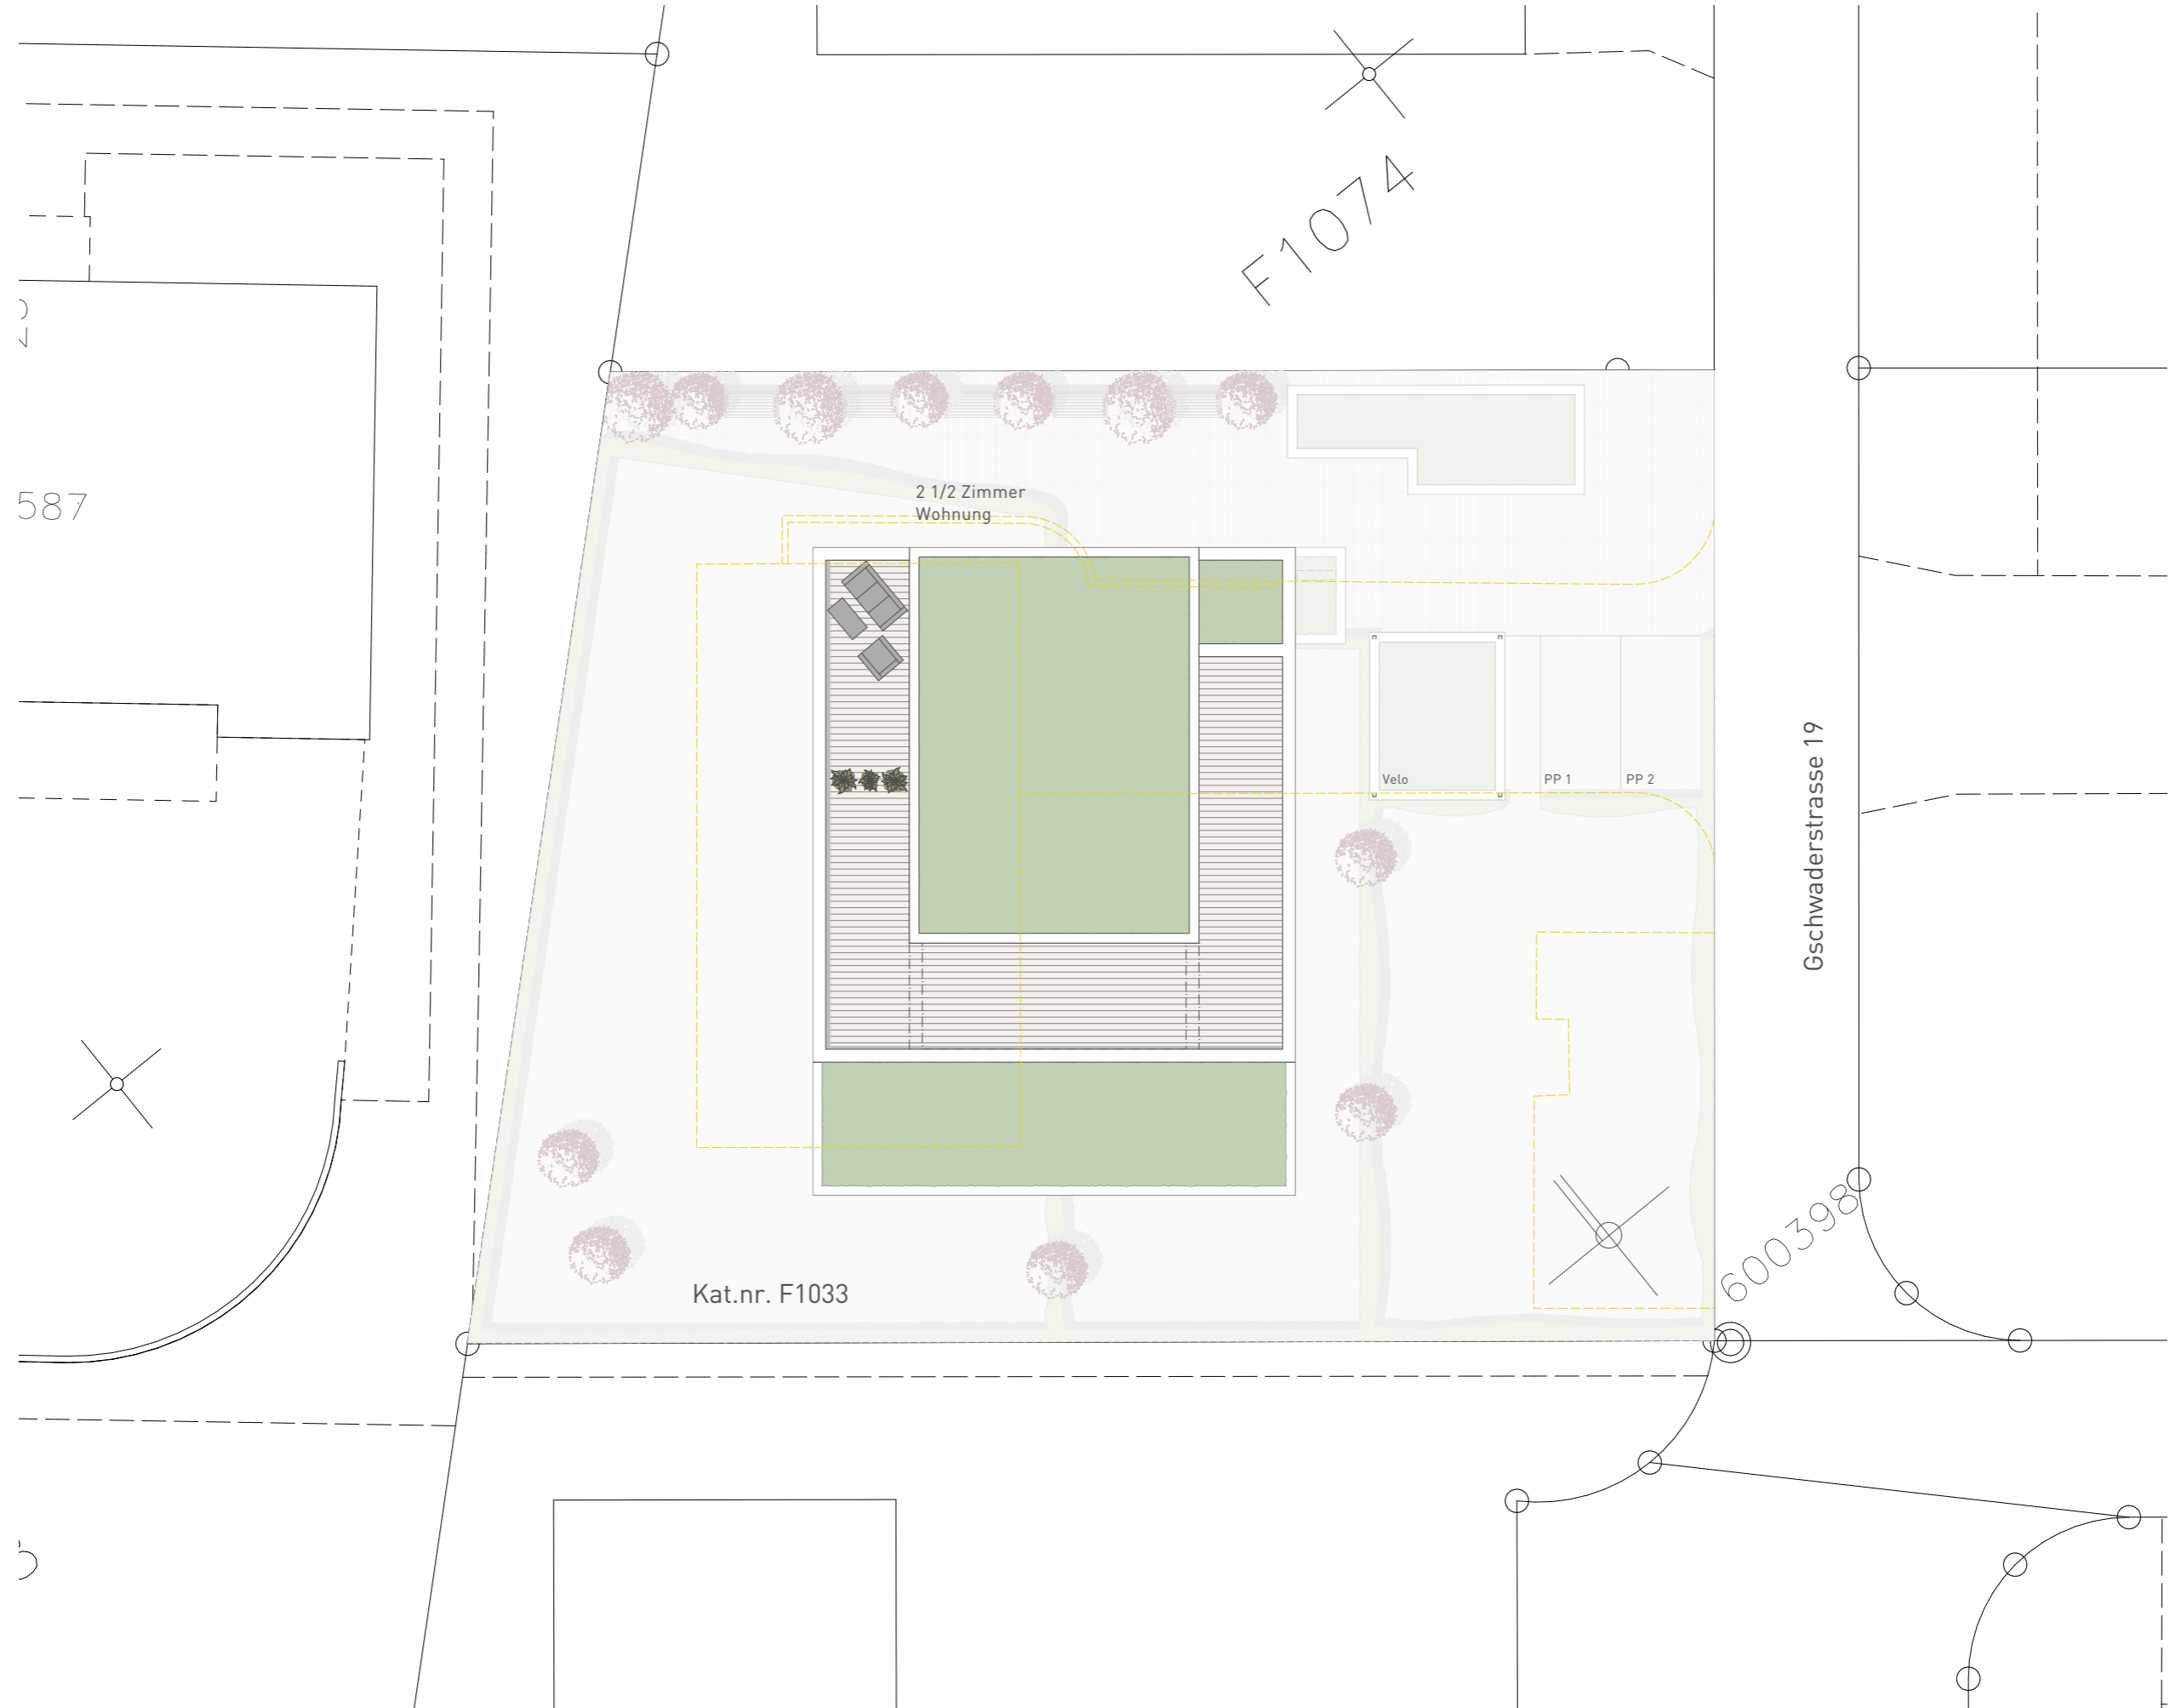 F1074
587
2 1/2 Zimmer
Wohnung
Velo
PP 1
PP 2
Gschwaderstrasse 19
600398
Kat.nr. F1033